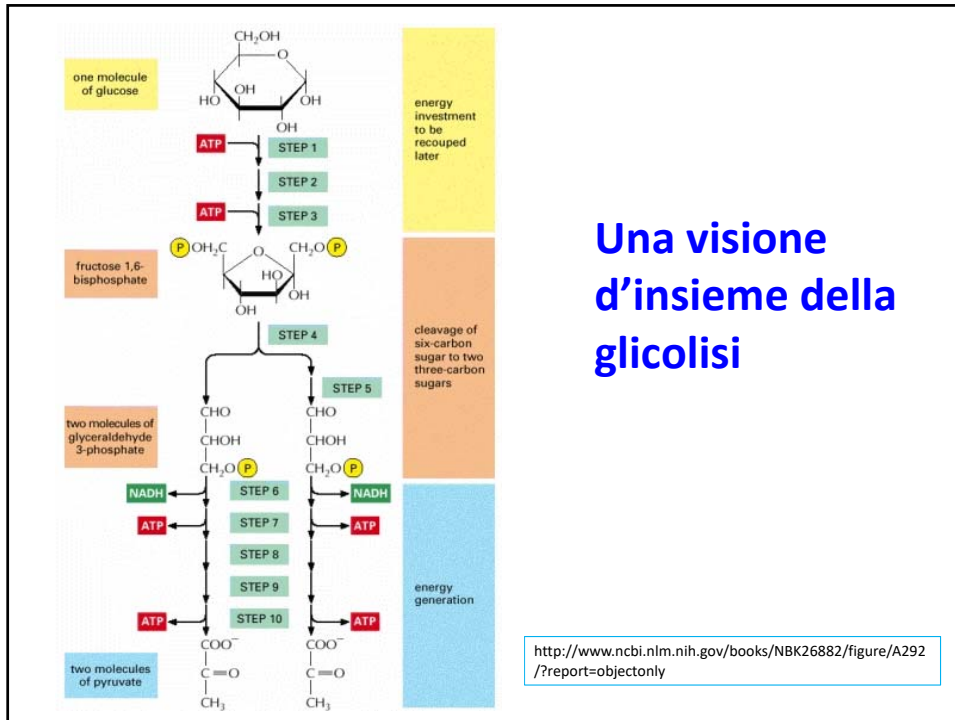 CH₂OH
O
one molecule
of glucose
OH
HO
OH
OH
energy
investment
to be
recouped
later
ATP
STEP 1
STEP 2
ATP
STEP 3
Una visione
d'insieme della
glicolisi
P OH₂C
O
CH₂O P
fructose 1,6-
bisphosphate
HO
OH
OH
STEP 4
cleavage of
six-carbon
sugar to two
three-carbon
sugars
STEP 5
CHO
CHO
two molecules of
glyceraldehyde
3-phosphate
CHOH
CHOH
CH₂O P
CH₂O P
NADH
STEP 6
NADH
ATP
STEP 7
ATP
STEP 8
STEP 9
energy
generation
ATP
STEP 10
ATP
COO⁻
COO⁻
two molecules
of pyruvate
C=O
C=O
CH₃
CH₃
http://www.ncbi.nlm.nih.gov/books/NBK26882/figure/A292
/?report=objectonly